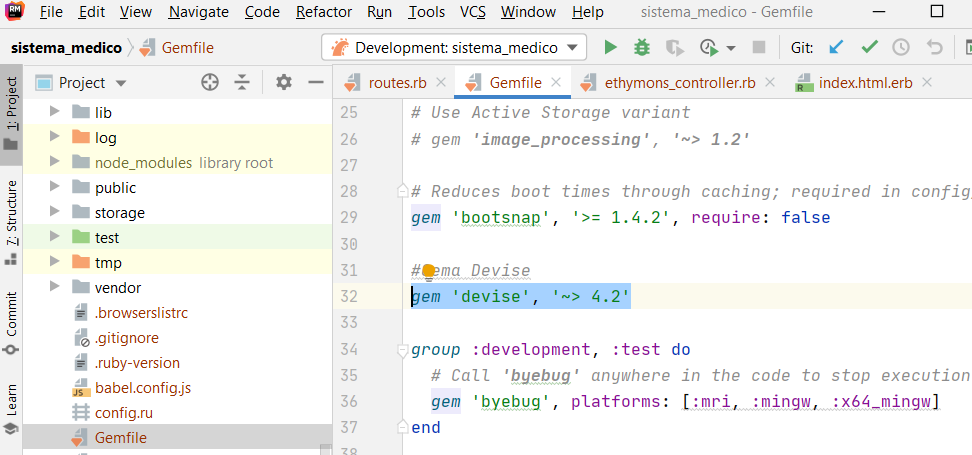 RM File Edit View Navigate Code Refactor Run Tools VCS Window Help sistema_medico - Gemfile
sistema_medico Gemfile Development: sistema_medico Git:
1: Project
7: Structure
Commit
Learn
Project
lib
log
node_modules library root
public
storage
test
tmp
vendor
.browserslistrc
.gitignore
.ruby-version
babel.config.js
config.ru
Gemfile
routes.rb Gemfile ethymons_controller.rb index.html.erb
25 # Use Active Storage variant
26 # gem 'image_processing', '~> 1.2'
27
28 # Reduces boot times through caching; required in config
29 gem 'bootsnap', '>= 1.4.2', require: false
30
31 # ema Devise
32 gem 'devise', '~> 4.2'
33
34 group :development, :test do
35 # Call 'byebug' anywhere in the code to stop execution
36 gem 'byebug', platforms: [:mri, :mingw, :x64_mingw]
37 end
38